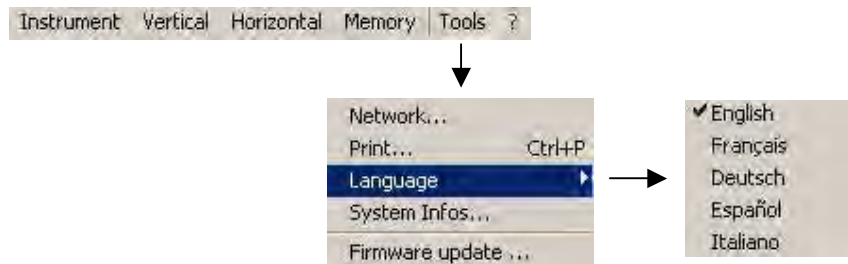 Instrument Vertical Horizontal Memory Tools ?
Network...
Print... Ctrl+P
Language
System Infos...
Firmware update ...
English
Français
Deutsch
Español
Italiano